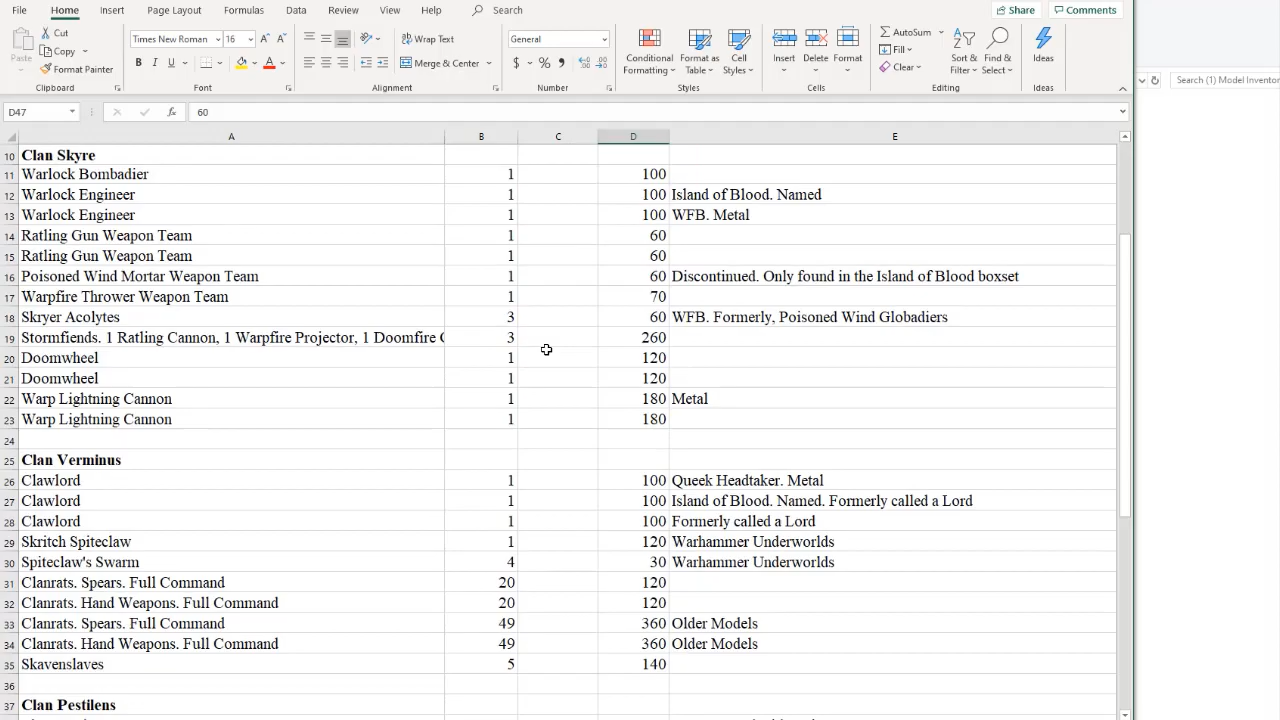 File Home Insert Page Layout Formulas Data Review View Help Search Share Comments
Cut Times New Roman 16 A A Wrap Text General AutoSum
Copy Fill
Paste Format Painter B I U A Merge & Center $ % , Conditional Formatting Format as Table Cell Styles Insert Delete Format Clear Sort & Filter Find & Select Ideas
Clipboard Font Alignment Number Styles Cells Editing Ideas
Search (1) Model Inventor
D47 fx 60
A B C D E
10 Clan Skyre
11 Warlock Bombadier 1 100
12 Warlock Engineer 1 100 Island of Blood. Named
13 Warlock Engineer 1 100 WFB. Metal
14 Ratling Gun Weapon Team 1 60
15 Ratling Gun Weapon Team 1 60
16 Poisoned Wind Mortar Weapon Team 1 60 Discontinued. Only found in the Island of Blood boxset
17 Warpfire Thrower Weapon Team 1 70
18 Skryer Acolytes 3 60 WFB. Formerly, Poisoned Wind Globadiers
19 Stormfiends. 1 Ratling Cannon, 1 Warpfire Projector, 1 Doomfire 3 260
20 Doomwheel 1 120
21 Doomwheel 1 120
22 Warp Lightning Cannon 1 180 Metal
23 Warp Lightning Cannon 1 180
24
25 Clan Verminus
26 Clawlord 1 100 Queek Headtaker. Metal
27 Clawlord 1 100 Island of Blood. Named. Formerly called a Lord
28 Clawlord 1 100 Formerly called a Lord
29 Skritch Spiteclaw 1 120 Warhammer Underworlds
30 Spiteclaw's Swarm 4 30 Warhammer Underworlds
31 Clanrats. Spears. Full Command 20 120
32 Clanrats. Hand Weapons. Full Command 20 120
33 Clanrats. Spears. Full Command 49 360 Older Models
34 Clanrats. Hand Weapons. Full Command 49 360 Older Models
35 Skavenslaves 5 140
36
37 Clan Pestilens